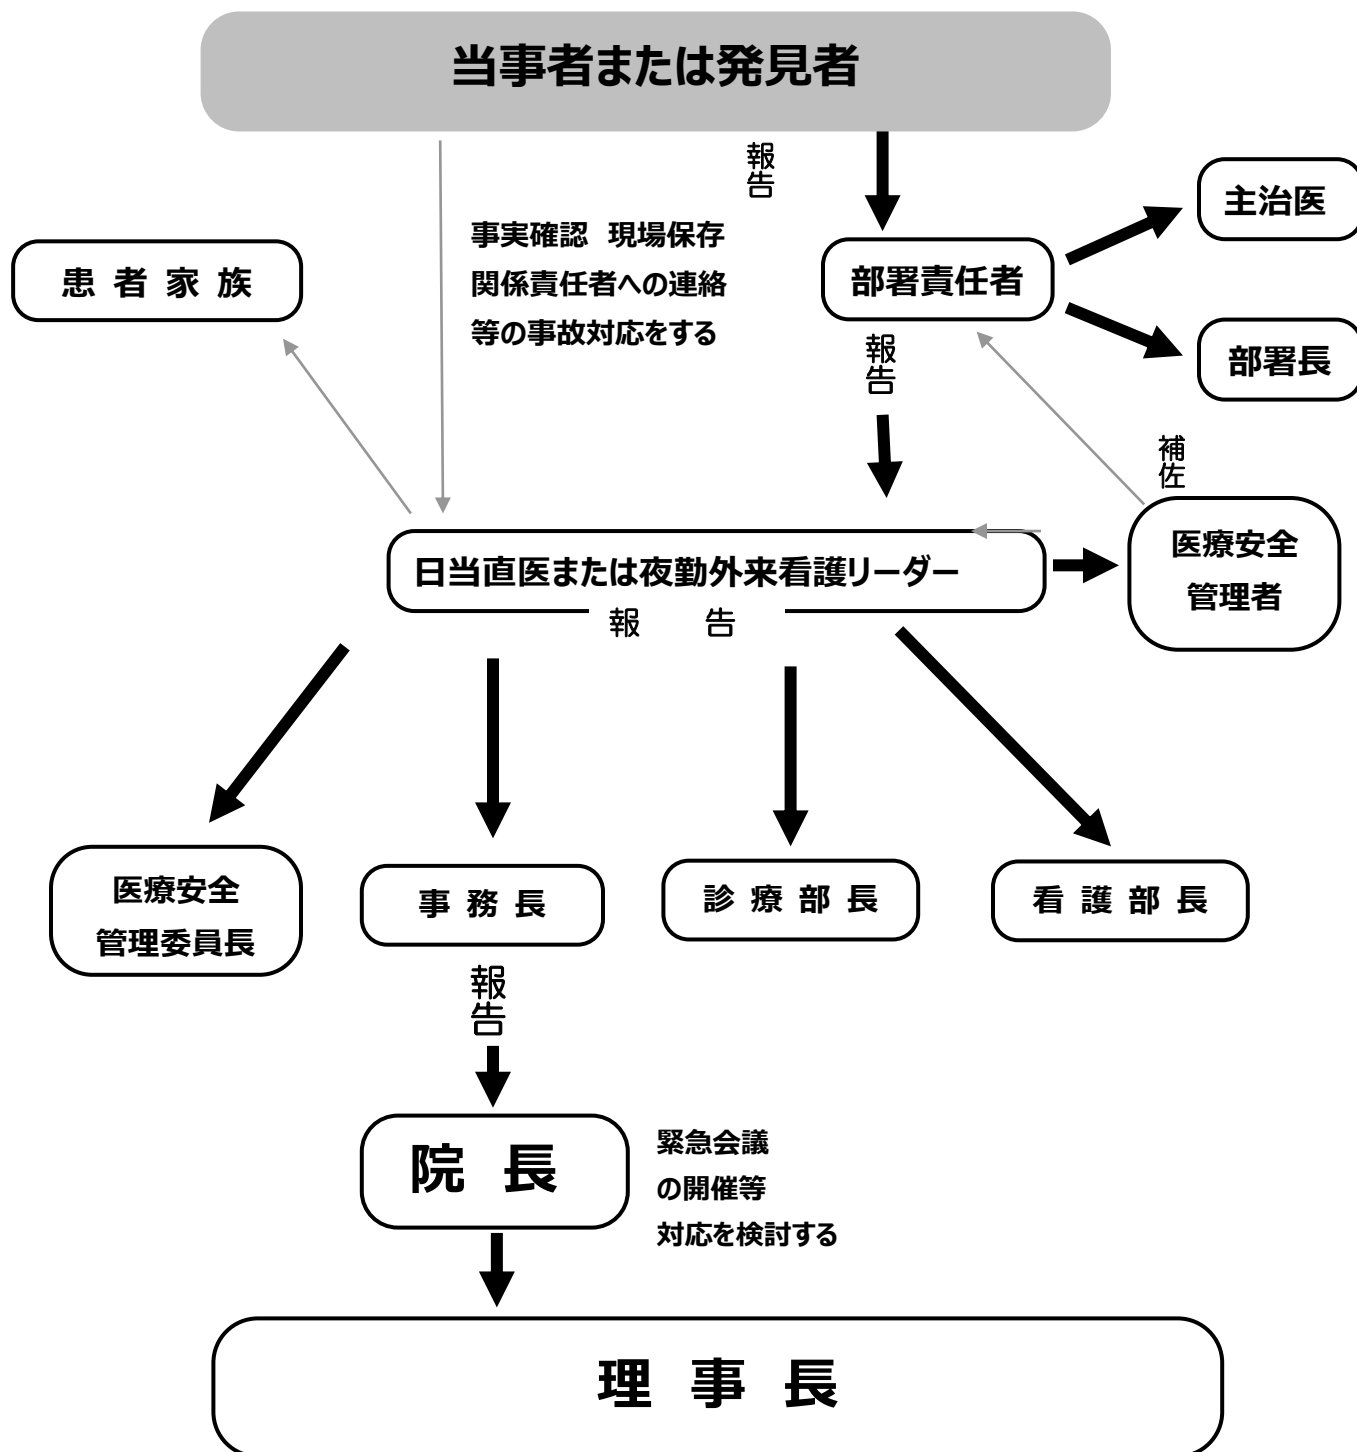 当事者または発見者
報告
主治医
事実確認 現場保存
患者家族
部署責任者
関係責任者への連絡
等の事故対応をする
報告
部署長
補佐
医療安全
管理者
日当直医または夜勤外来看護リーダー
報 告
医療安全
管理委員長
事務長
診療部長
看護部長
報告
院長
緊急会議
の開催等
対応を検討する
理事長